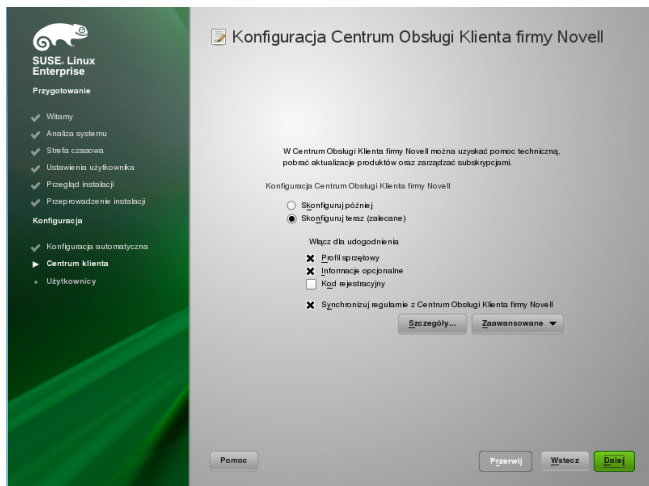 SUSE. Linux
Enterprise
Przygotowanie
Witamy
Analiza systemu
Strefa czasowa
Ustawienia użytkownika
Przegląd instalacji
Przeprowadzenie instalacji
Konfiguracja
Konfiguracja automatyczna
Centrum klienta
Użytkownicy
Konfiguracja Centrum Obsługi Klienta firmy Novell
W Centrum Obsługi Klienta firmy Novell można uzyskać pomoc techniczną,
pobrać aktualizacje produktów oraz zarządzać subskrypcjami.
Konfiguracja Centrum Obsługi Klienta firmy Novell
Skonfiguruj później
Skonfiguruj teraz (zalecane)
Włącz dla udogodnienia
Profil sprzętowy
Informacje opcjonalne
Kod rejestracyjny
Synchronizuj regularnie z Centrum Obsługi Klienta firmy Novell
Szczegóły...
Zaawansowane
Pomoc
Przerwij
Wstecz
Dalej